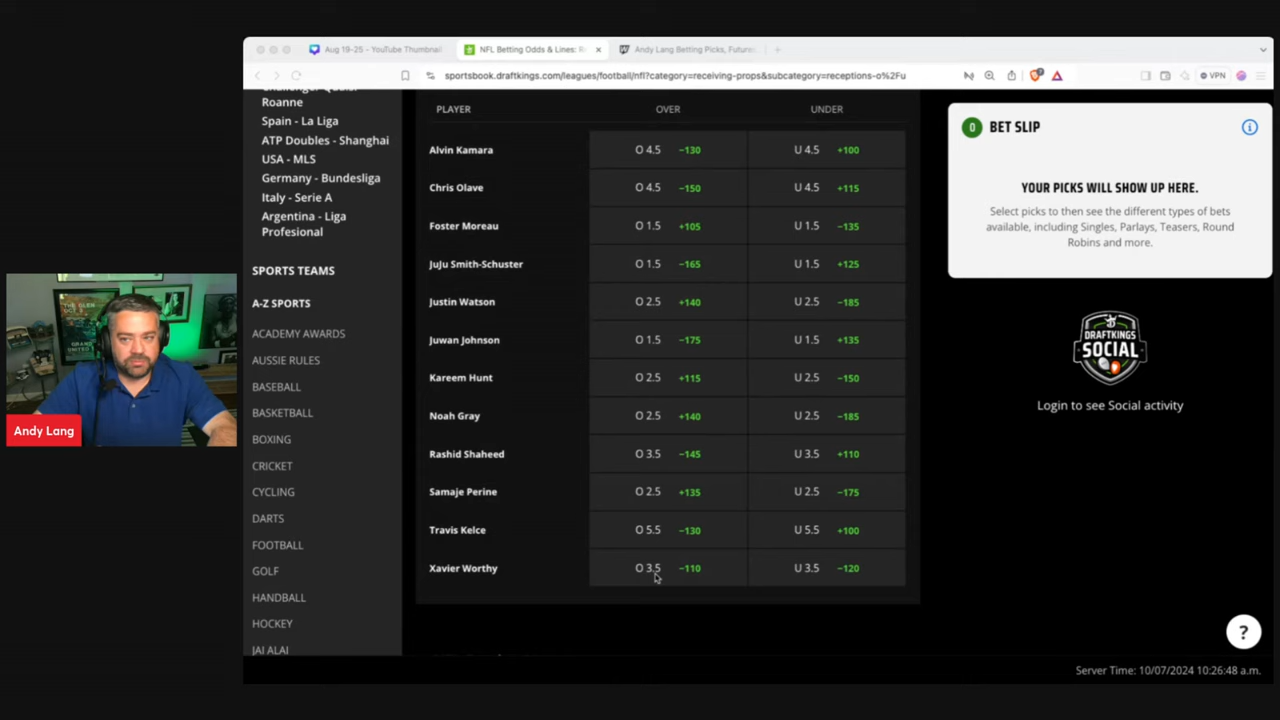 Aug 19-25 - YouTube Thumbnail
NFL Betting Odds & Lines: R
Andy Lang Betting Picks, Future
sportsbook.draftkings.com/leagues/football/nfl?category=receiving-props&subcategory=receptions-o%2Fu
VPN
Challenger Quals.
Roanne
Spain - La Liga
ATP Doubles - Shanghai
USA - MLS
Germany - Bundesliga
Italy - Serie A
Argentina - Liga
Profesional
SPORTS TEAMS
A-Z SPORTS
ACADEMY AWARDS
AUSSIE RULES
BASEBALL
BASKETBALL
BOXING
CRICKET
CYCLING
DARTS
FOOTBALL
GOLF
HANDBALL
HOCKEY
JAI ALAI
PLAYER OVER UNDER
Alvin Kamara O 4.5 −130 U 4.5 +100
Chris Olave O 4.5 −150 U 4.5 +115
Foster Moreau O 1.5 +105 U 1.5 −135
JuJu Smith-Schuster O 1.5 −165 U 1.5 +125
Justin Watson O 2.5 +140 U 2.5 −185
Juwan Johnson O 1.5 −175 U 1.5 +135
Kareem Hunt O 2.5 +115 U 2.5 −150
Noah Gray O 2.5 +140 U 2.5 −185
Rashid Shaheed O 3.5 −145 U 3.5 +110
Samaje Perine O 2.5 +135 U 2.5 −175
Travis Kelce O 5.5 −130 U 5.5 +100
Xavier Worthy O 3.5 −110 U 3.5 −120
0 BET SLIP
YOUR PICKS WILL SHOW UP HERE.
Select picks to then see the different types of bets
available, including Singles, Parlays, Teasers, Round
Robins and more.
DRAFTKINGS
SOCIAL
Login to see Social activity
?
Server Time: 10/07/2024 10:26:48 a.m.
Andy Lang